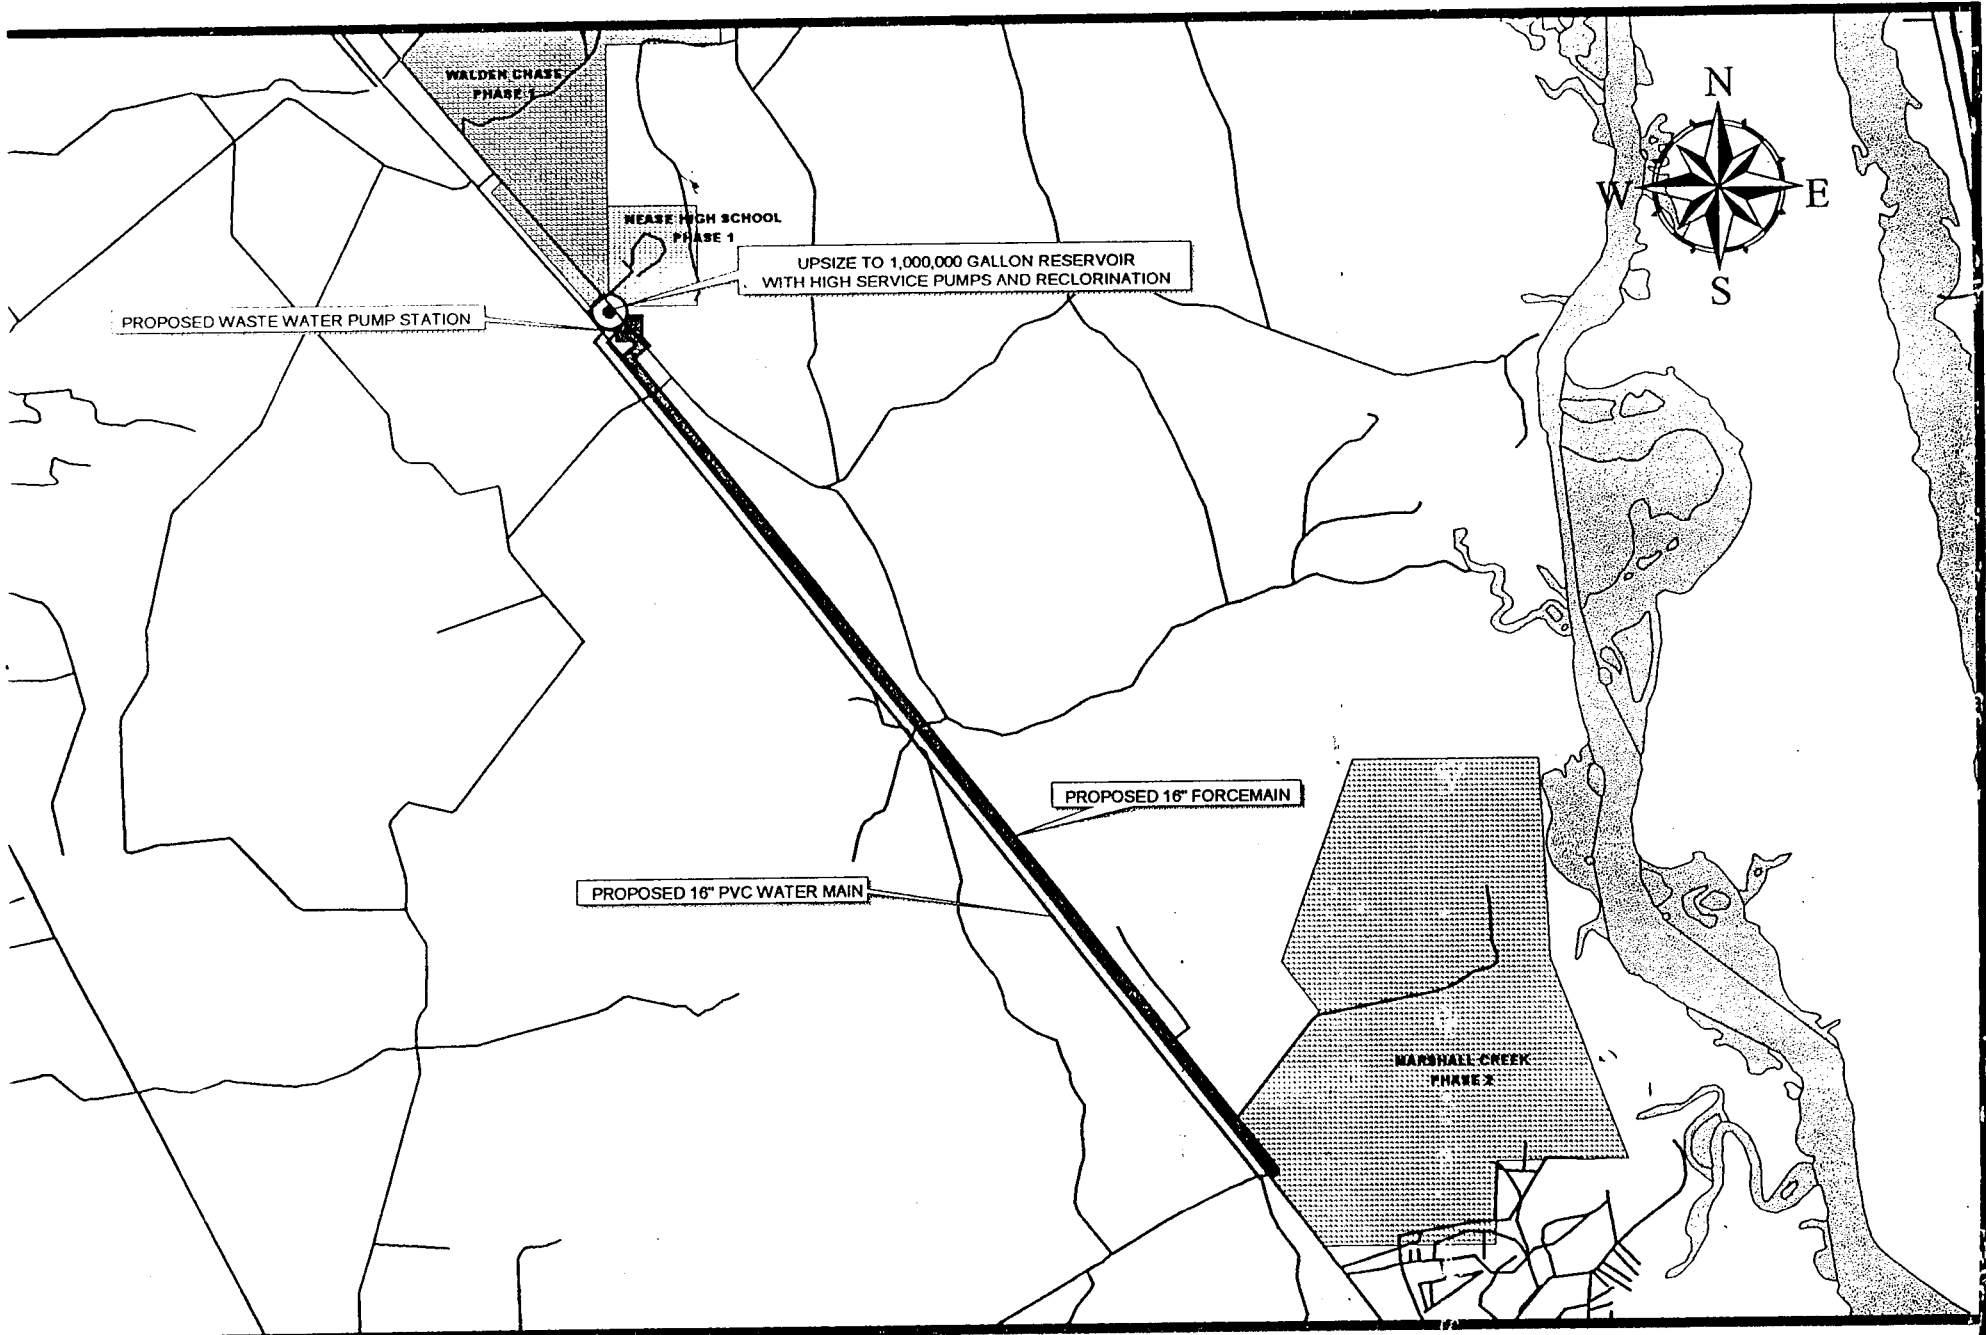 WALDEN CHASE
PHASE 1
N
W
E
S
NEASE HIGH SCHOOL
PHASE 1
UPSIZE TO 1,000,000 GALLON RESERVOIR
WITH HIGH SERVICE PUMPS AND RECLORINATION
PROPOSED WASTE WATER PUMP STATION
PROPOSED 16" FORCEMAIN
PROPOSED 16" PVC WATER MAIN
MARSHALL CREEK
PHASE 2